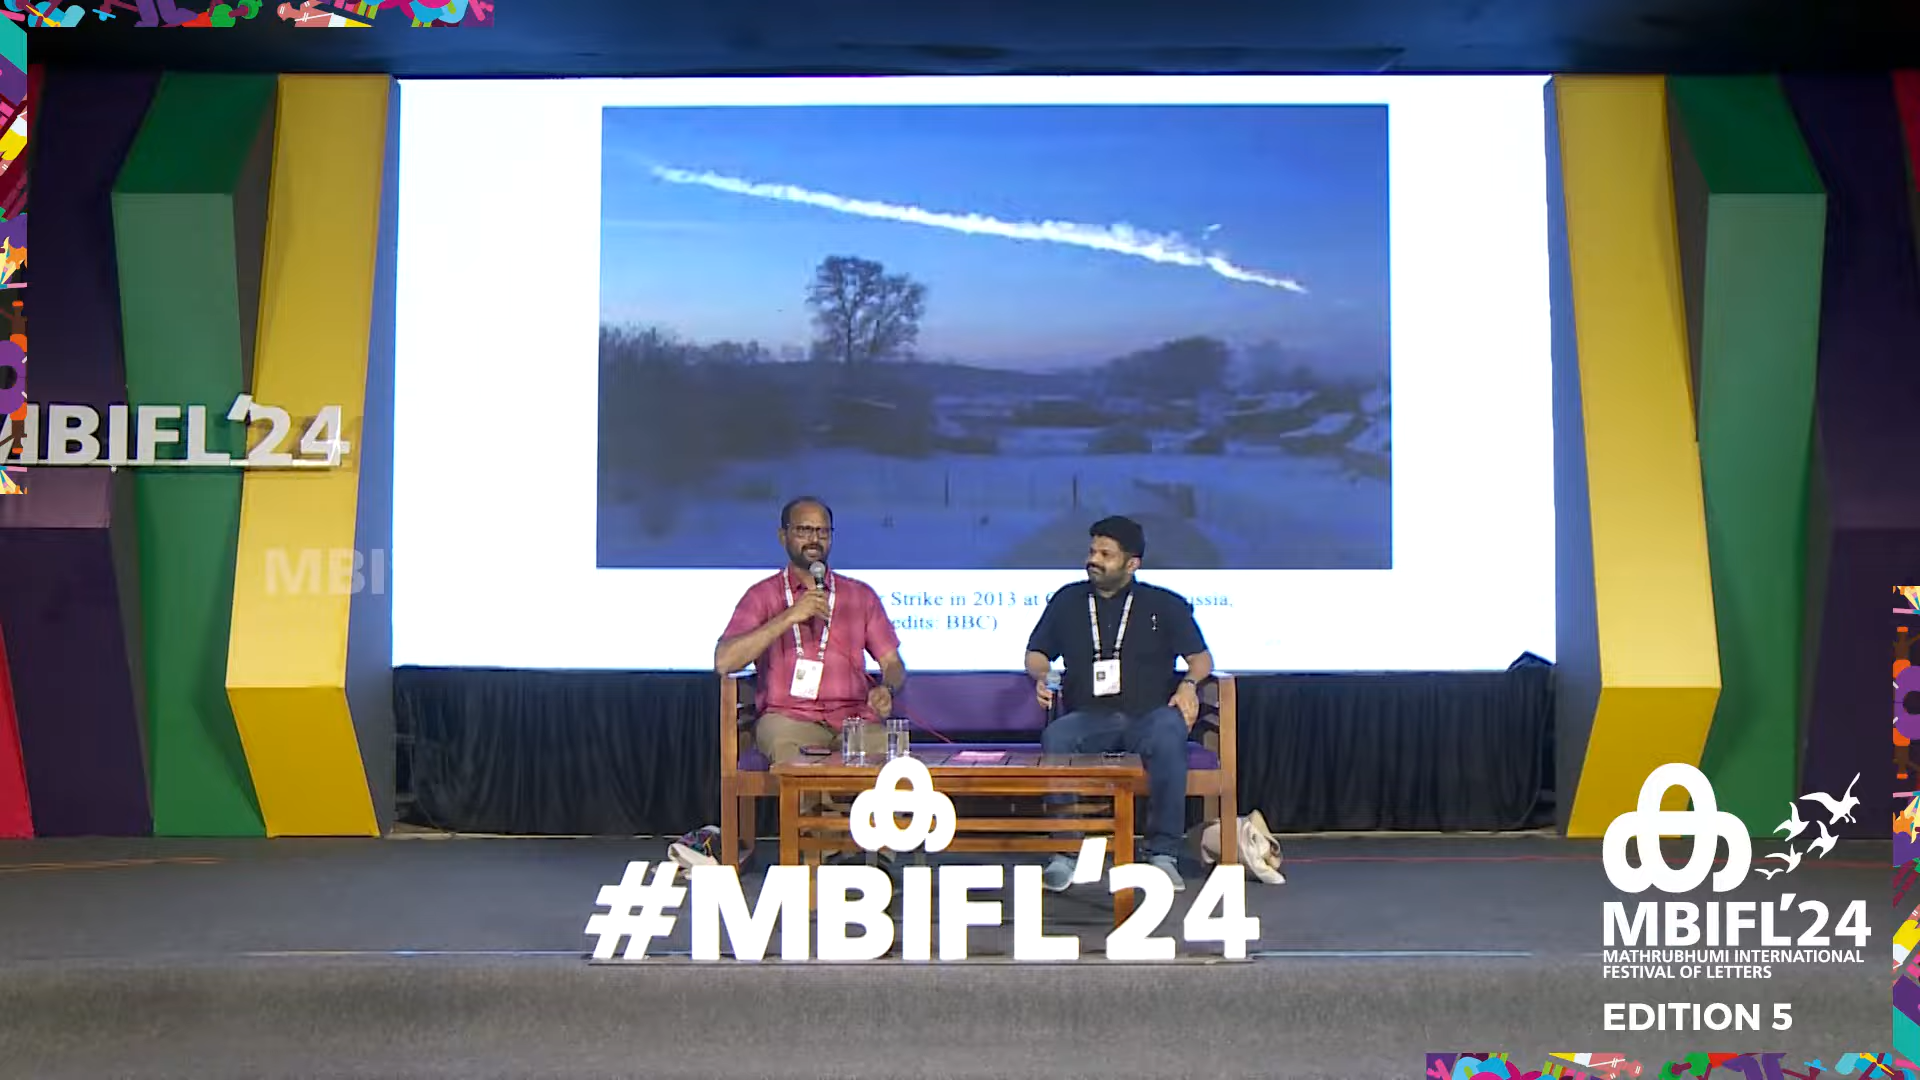 MBIFL'24
MBI
Strike in 2013 at
ussia,
edits: BBC)
#MBIFL'24
MBIFL'24
MATHRUBHUMI INTERNATIONAL
FESTIVAL OF LETTERS
EDITION 5